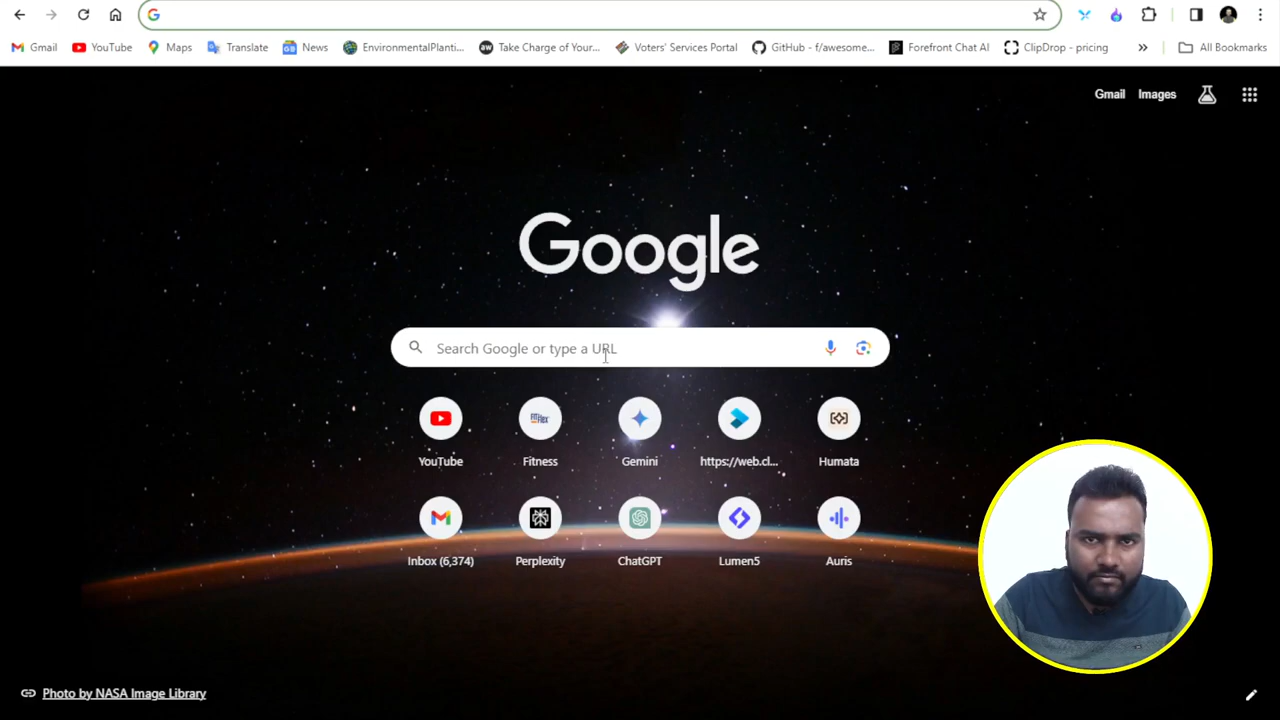 Gmail YouTube Maps Translate News EnvironmentalPlanti... Take Charge of Your... Voters' Services Portal GitHub - f/awesome... Forefront Chat AI ClipDrop - pricing » All Bookmarks
Gmail Images
Google
Search Google or type a URL
YouTube Fitness Gemini https://web.cl... Humata
Inbox (6,374) Perplexity ChatGPT Lumen5 Auris
Photo by NASA Image Library